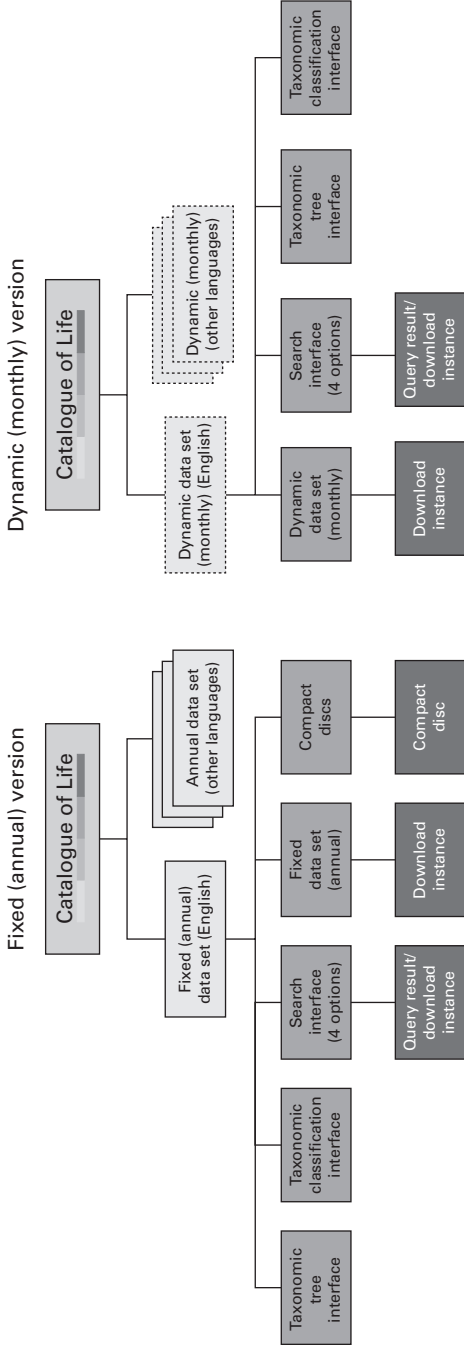 Fixed (annual) version
Catalogue of Life
Fixed (annual)
data set (English)
Annual data set
(other languages)
Taxonomic
tree
interface
Taxonomic
classification
interface
Search
interface
(4 options)
Fixed
data set
(annual)
Compact
discs
Query result/
download
instance
Download
instance
Compact
disc
Dynamic (monthly) version
Catalogue of Life
Dynamic data set
(monthly) (English)
Dynamic (monthly)
(other languages)
Dynamic
data set
(monthly)
Search
interface
(4 options)
Taxonomic
tree
interface
Taxonomic
classification
interface
Download
instance
Query result/
download
instance